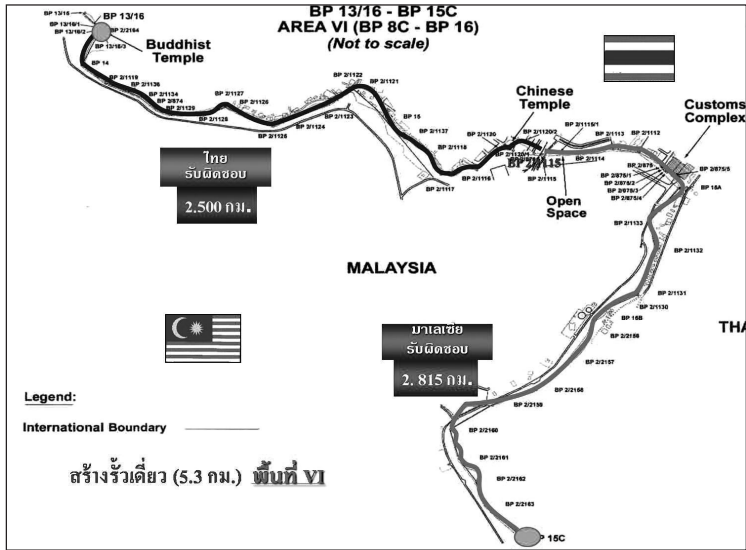 BP 13/16 - BP 15C
AREA VI (BP 8C - BP 16)
(Not to scale)
BP 13/16
BP 13/16
BP 13/16/1
BP 13/16/2
BP 2/2164
BP 13/16/3
Buddhist
Temple
BP 14
BP 2/1119
BP 2/1136
BP 2/1134
BP 2/874
BP 2/1129
BP 2/1128
BP 2/1127
BP 2/1126
BP 2/1125
BP 2/1124
BP 2/1123
BP 2/1122
BP 2/1121
BP 15
BP 2/1137
BP 2/1118
BP 2/1117
BP 2/1116
BP 2/1120
Chinese
Temple
BP 2/1120/2
BP 2/1120/1
BP 2/1115
BP 2/1115
BP 2/1115/1
BP 2/1113
BP 2/1114
BP 2/1112
Open
Space
Customs
Complex
BP 2/875
BP 2/875/1
BP 2/875/2
BP 2/875/3
BP 2/875/4
BP 2/875/5
BP 15A
BP 2/1133
BP 2/1132
BP 2/1131
BP 2/1130
BP 15B
BP 2/2156
BP 2/2157
BP 2/2158
BP 2/2159
BP 2/2160
BP 2/2161
BP 2/2162
BP 2/2163
P 15C
ไทย
รับผิดชอบ
2.500 กม.
MALAYSIA
THA
มาเลเซีย
รับผิดชอบ
2. 815 กม.
Legend:
International Boundary
สร้างรั้วเดี่ยว (5.3 กม.) พื้นที่ VI